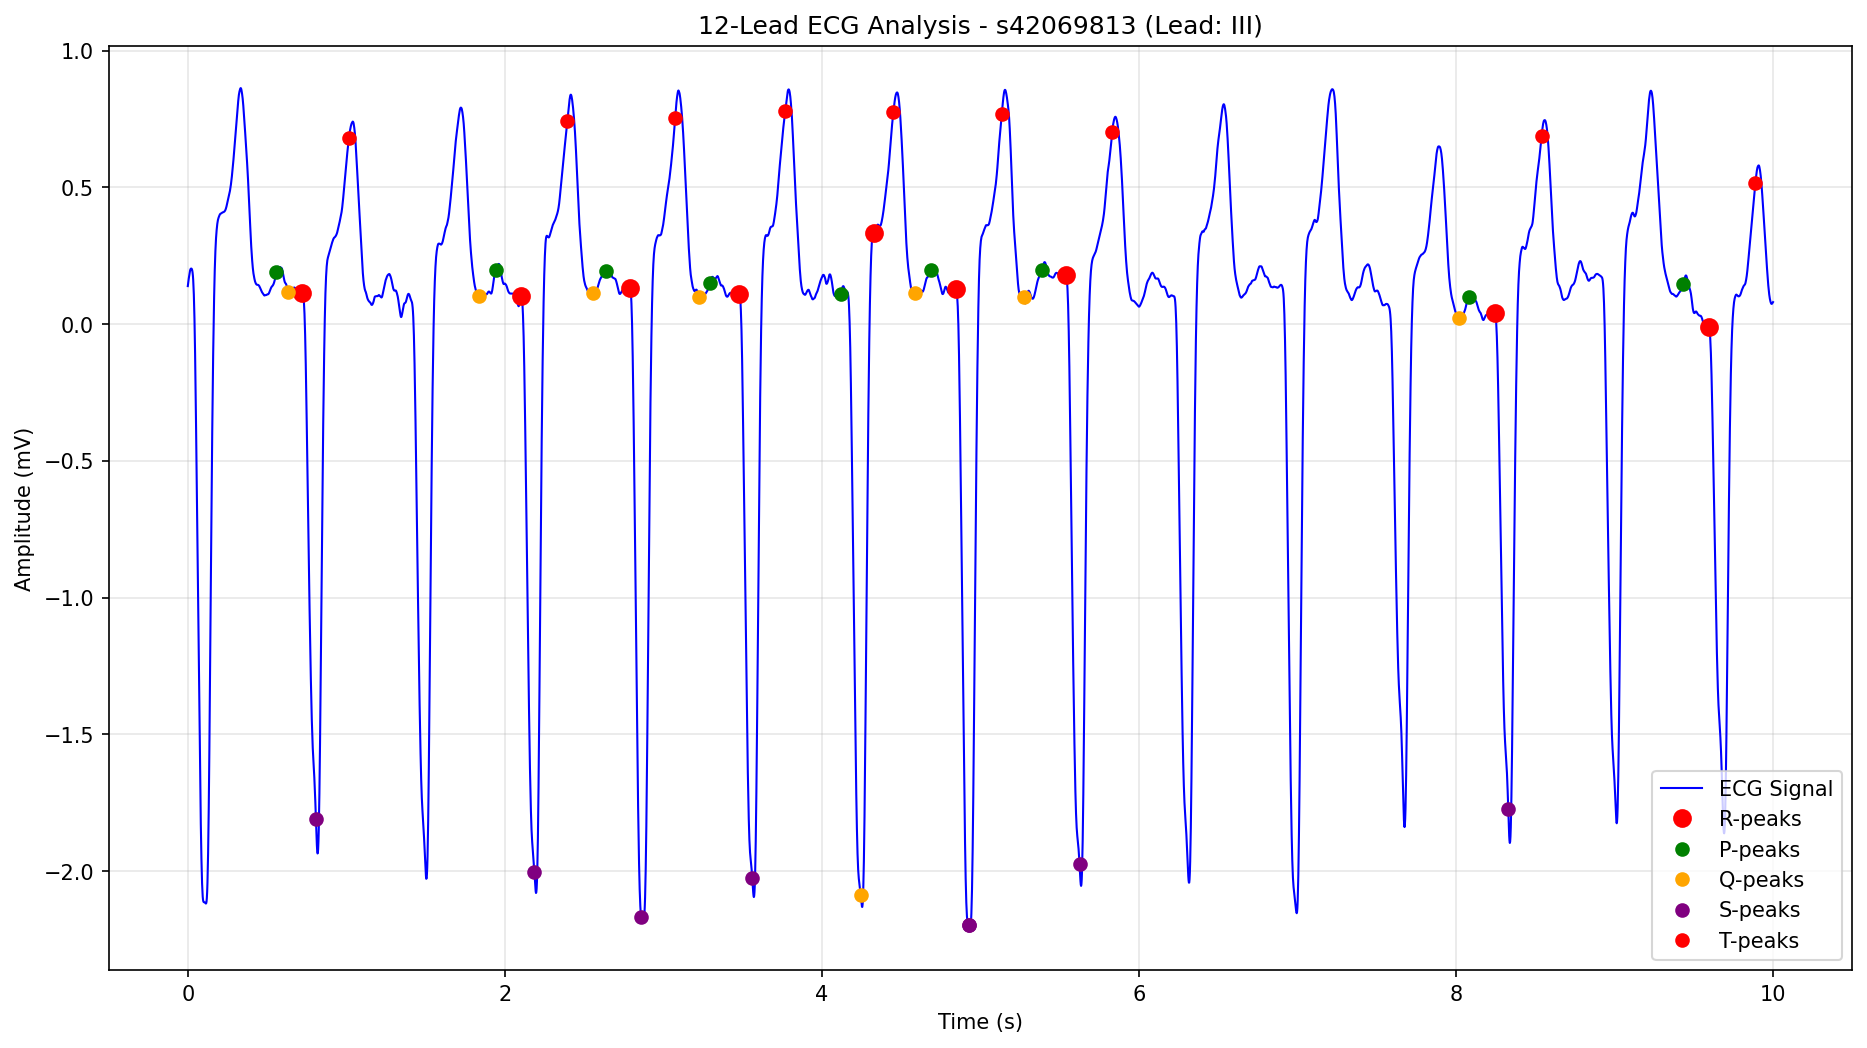 12-Lead ECG Analysis - s42069813 (Lead: III)
1.0
0.5
0.0
−0.5
−1.0
−1.5
−2.0
Amplitude (mV)
0 2 4 6 8 10
Time (s)
ECG Signal
R-peaks
P-peaks
Q-peaks
S-peaks
T-peaks